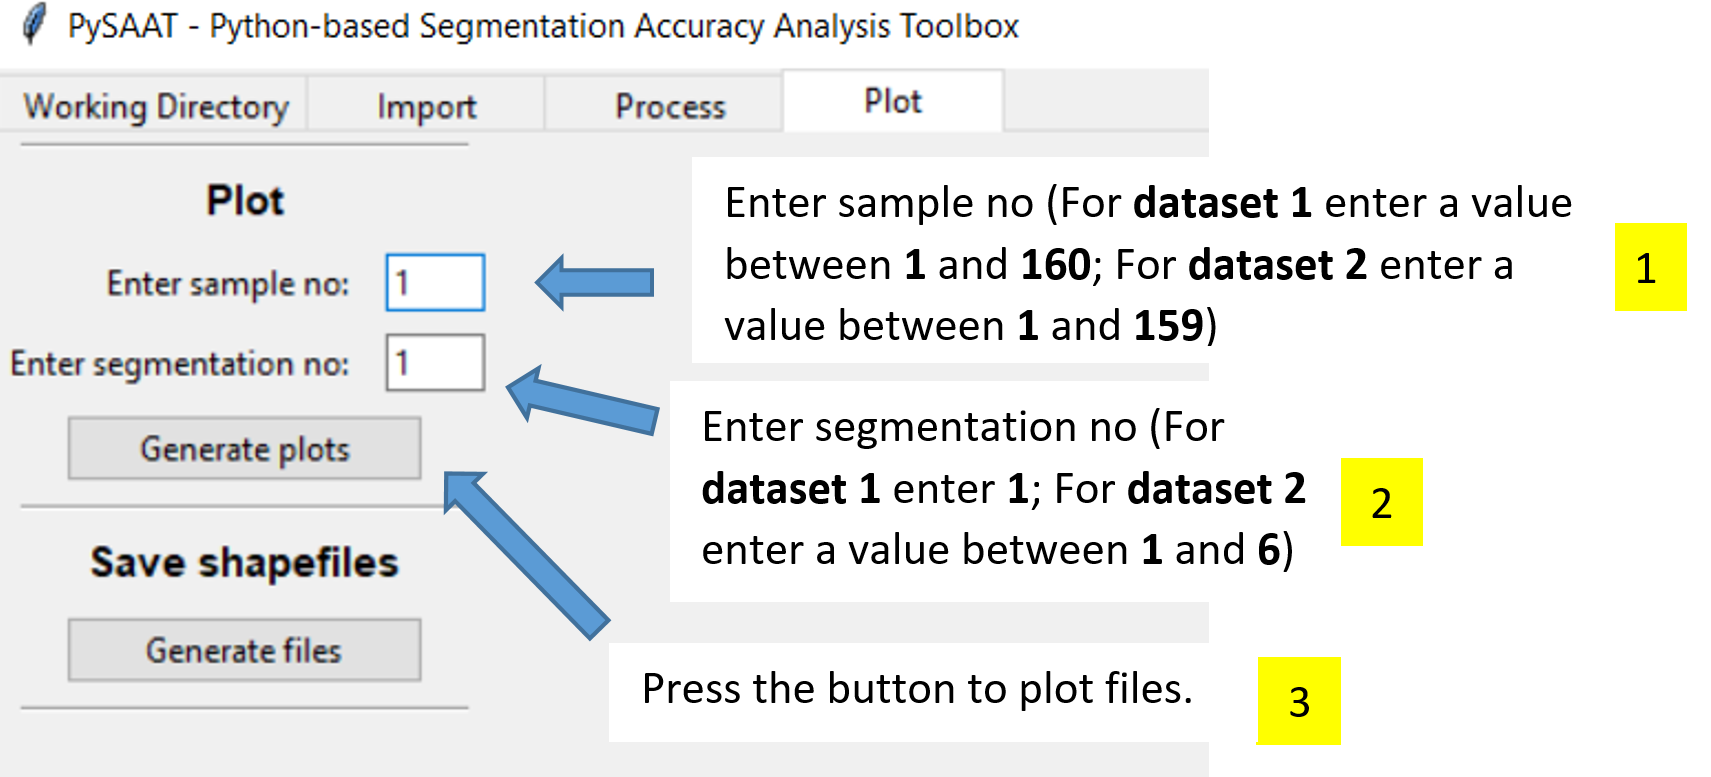 PySAAT - Python-based Segmentation Accuracy Analysis Toolbox
Working Directory Import Process Plot
Plot
Enter sample no: 1
Enter segmentation no: 1
Generate plots
Save shapefiles
Generate files
Enter sample no (For dataset 1 enter a value
between 1 and 160; For dataset 2 enter a
value between 1 and 159)
1
Enter segmentation no (For
dataset 1 enter 1; For dataset 2
enter a value between 1 and 6)
2
Press the button to plot files.
3